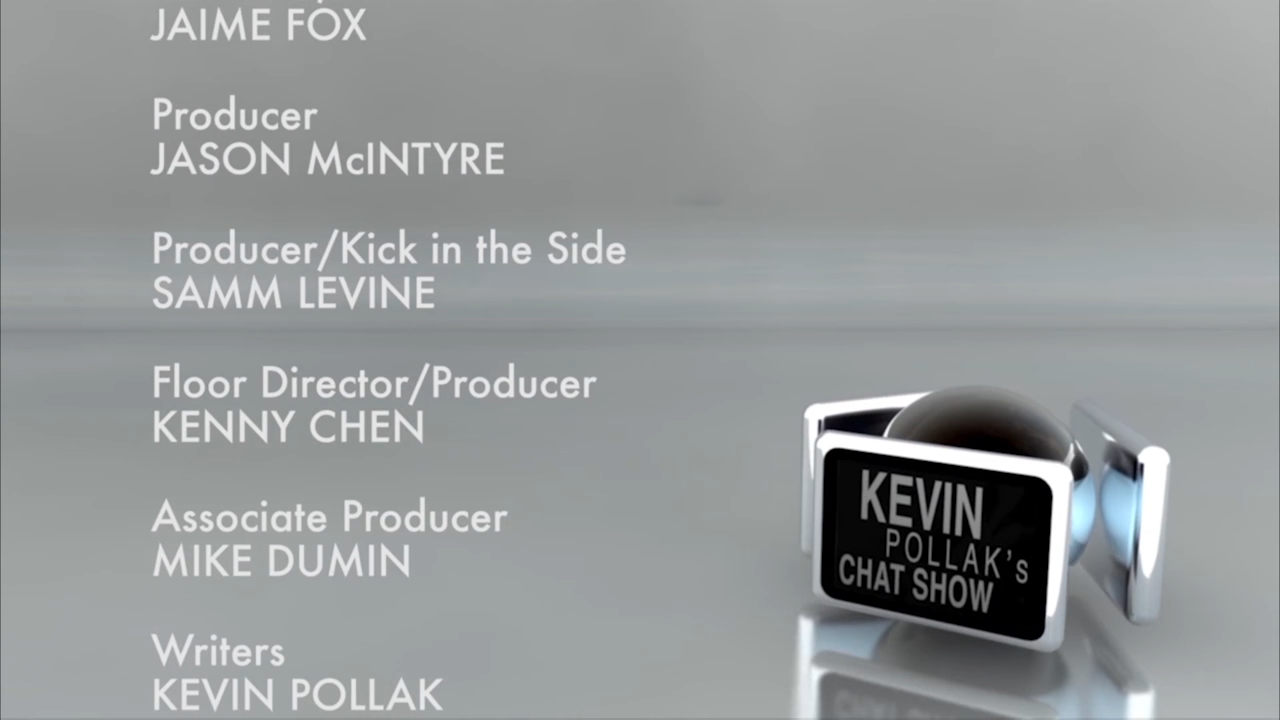 JAIME FOX
Producer
JASON McINTYRE
Producer/Kick in the Side
SAMM LEVINE
Floor Director/Producer
KENNY CHEN
Associate Producer
MIKE DUMIN
Writers
KEVIN POLLAK
KEVIN
POLLAK's
CHAT SHOW